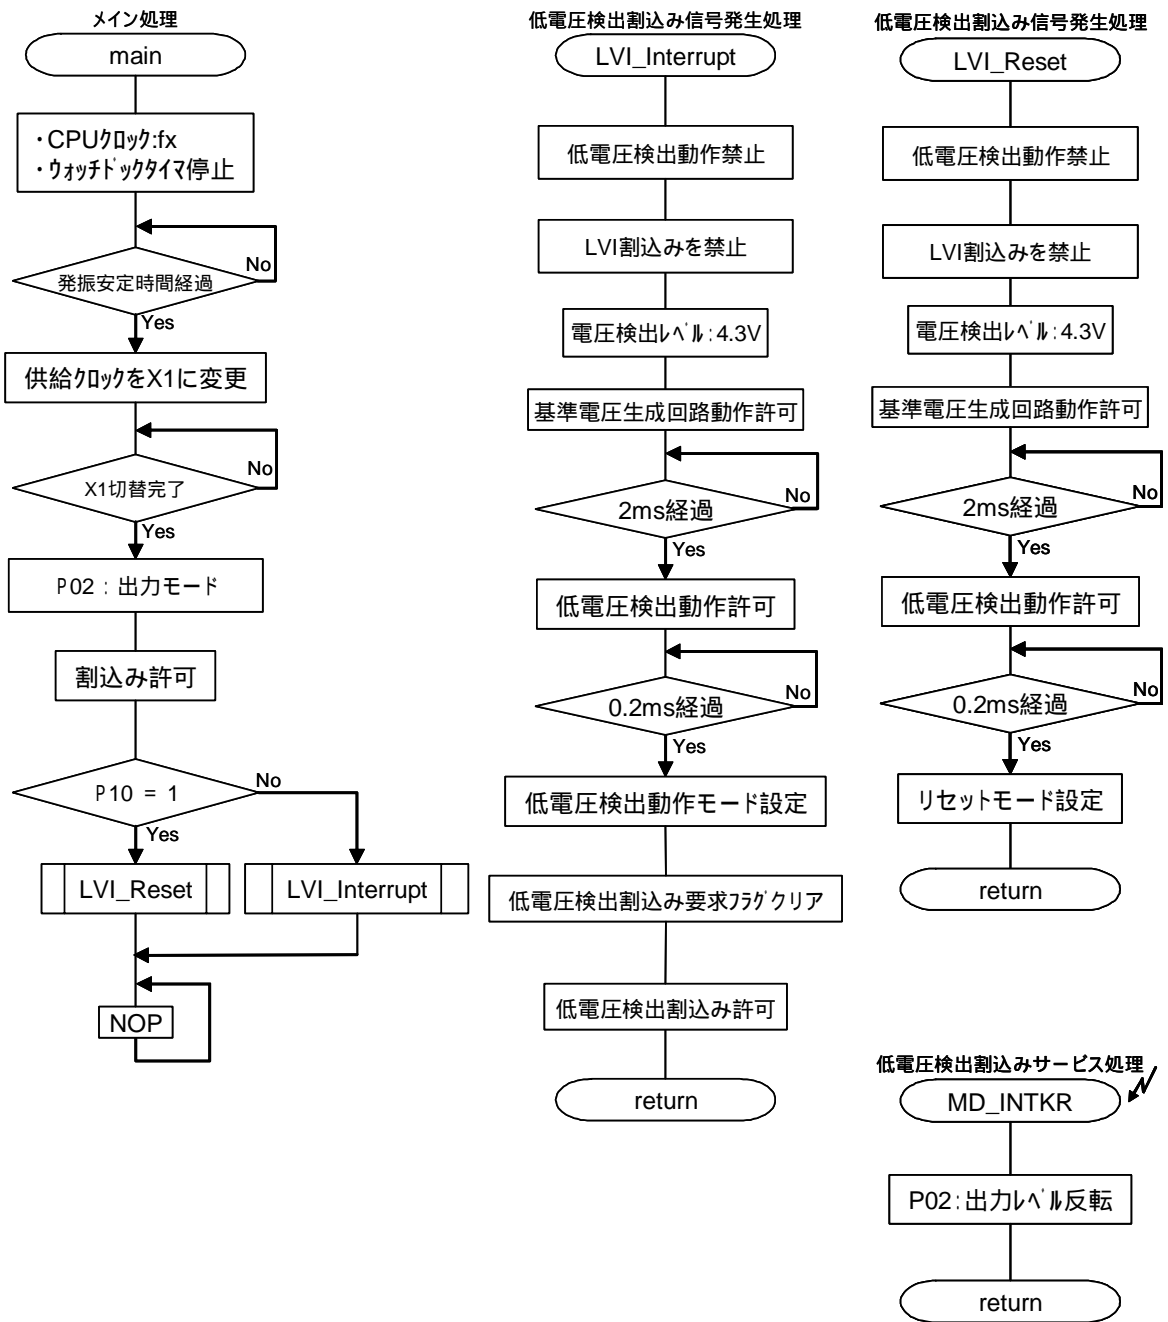 メイン処理
main
・CPUｸﾛｯｸ:fx
・ｳｫｯﾁﾄﾞｯｸﾀｲﾏ停止
発振安定時間経過
No
Yes
供給ｸﾛｯｸをX1に変更
X1切替完了
No
Yes
P02：出力モード
割込み許可
P10 = 1
No
Yes
LVI_Reset
LVI_Interrupt
NOP
低電圧検出割込み信号発生処理
LVI_Interrupt
低電圧検出動作禁止
LVI割込みを禁止
電圧検出ﾚﾍﾞﾙ:4.3V
基準電圧生成回路動作許可
2ms経過
No
Yes
低電圧検出動作許可
0.2ms経過
No
Yes
低電圧検出動作モード設定
低電圧検出割込み要求ﾌﾗｸﾞクリア
低電圧検出割込み許可
return
低電圧検出割込み信号発生処理
LVI_Reset
低電圧検出動作禁止
LVI割込みを禁止
電圧検出ﾚﾍﾞﾙ:4.3V
基準電圧生成回路動作許可
2ms経過
No
Yes
低電圧検出動作許可
0.2ms経過
No
Yes
リセットモード設定
return
低電圧検出割込みサービス処理
MD_INTKR
P02:出力ﾚﾍﾞﾙ反転
return